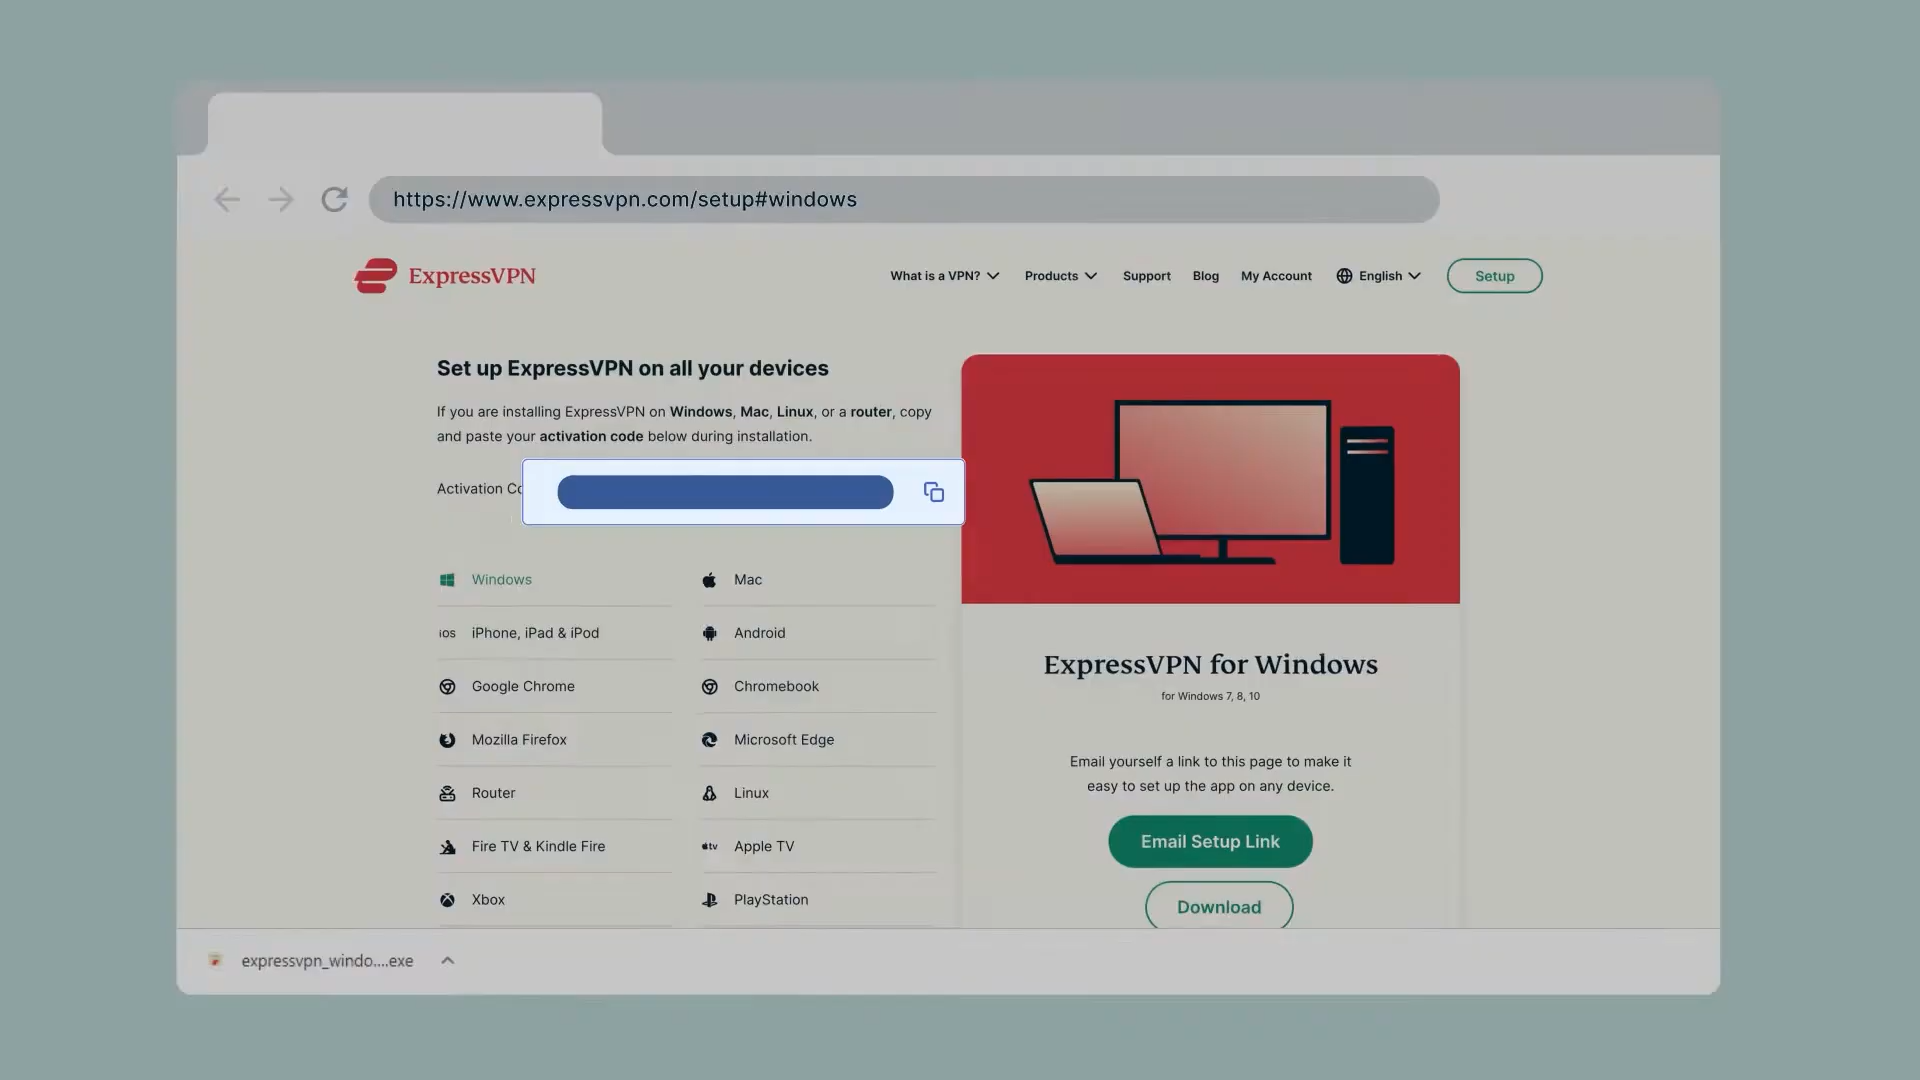 https://www.expressvpn.com/setup#windows
ExpressVPN
What is a VPN?
Products
Support
Blog
My Account
English
Setup
Set up ExpressVPN on all your devices
If you are installing ExpressVPN on Windows, Mac, Linux, or a router, copy
and paste your activation code below during installation.
Activation Co
Windows
Mac
iOS
iPhone, iPad & iPod
Android
Google Chrome
Chromebook
Mozilla Firefox
Microsoft Edge
Router
Linux
Fire TV & Kindle Fire
tv
Apple TV
Xbox
PlayStation
ExpressVPN for Windows
for Windows 7, 8, 10
Email yourself a link to this page to make it
easy to set up the app on any device.
Email Setup Link
Download
expressvpn_windo....exe